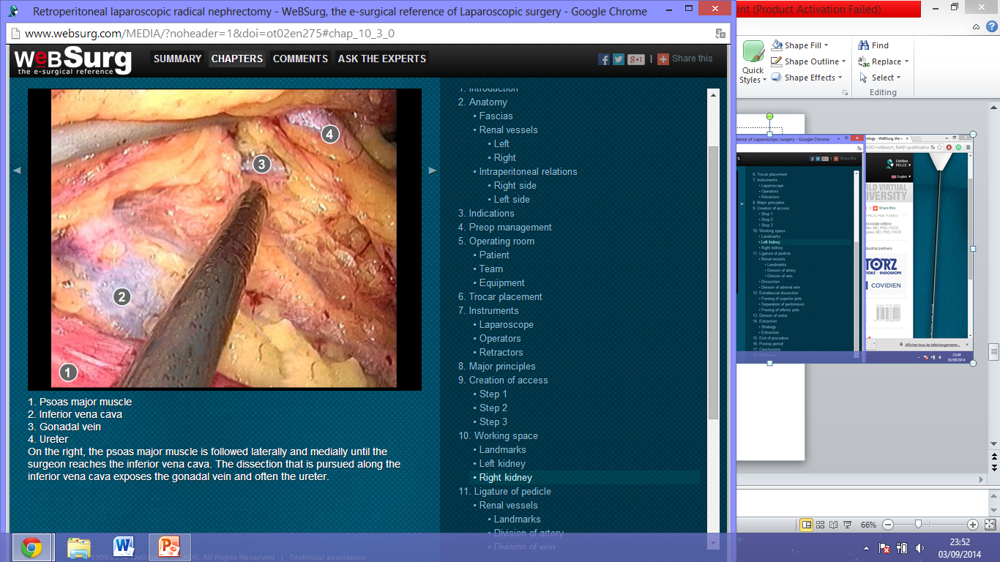 Retroperitoneal laparoscopic radical nephrectomy - WeBSurg, the e-surgical reference of Laparoscopic surgery - Google Chrome
www.websurg.com/MEDIA/?noheader=1&doi=ot02en275#chap_10_3_0
WeBSurg
the e-surgical reference
SUMMARY CHAPTERS COMMENTS ASK THE EXPERTS
g+1 | Share this
4
3
2
1
1. Psoas major muscle
2. Inferior vena cava
3. Gonadal vein
4. Ureter
On the right, the psoas major muscle is followed laterally and medially until the
surgeon reaches the inferior vena cava. The dissection that is pursued along the
inferior vena cava exposes the gonadal vein and often the ureter.
1. Introduction
2. Anatomy
• Fascias
• Renal vessels
• Left
• Right
• Intraperitoneal relations
• Right side
• Left side
3. Indications
4. Preop management
5. Operating room
• Patient
• Team
• Equipment
6. Trocar placement
7. Instruments
• Laparoscope
• Operators
• Retractors
8. Major principles
9. Creation of access
• Step 1
• Step 2
• Step 3
10. Working space
• Landmarks
• Left kidney
• Right kidney
11. Ligature of pedicle
• Renal vessels
• Landmarks
• Division of artery
• Division of vein
All Rights Reserved | Technical assistance
int (Product Activation Failed)
Quick
Styles
Shape Fill
Shape Outline
Shape Effects
Find
Replace
Select
Editing
erence of Laparoscopic surgery - Google Chrome
Share this
6. Trocar placement
7. Instruments
• Laparoscope
• Operators
• Retractors
8. Major principles
9. Creation of access
• Step 1
• Step 2
• Step 3
10. Working space
• Landmarks
• Left kidney
• Right kidney
11. Ligature of pedicle
• Renal vessels
• Landmarks
• Division of artery
• Division of vein
• Dissection
• Division of adrenal vein
12. Extrafascial dissection
• Freeing of superior pole
• Separation of peritoneum
• Freeing of inferior pole
13. Division of ureter
14. Extraction
• Strategy
• Extraction
15. End of procedure
16. Postop period
17. Conclusions
Edeline
PELCE
English
RLD VIRTUAL
IVERSITY
Share this
sociate editors
dustrial partners
TORZ
COVIDIEN
Afficher tous les téléchargements...
23:49
03/09/2014
66%
23:52
03/09/2014